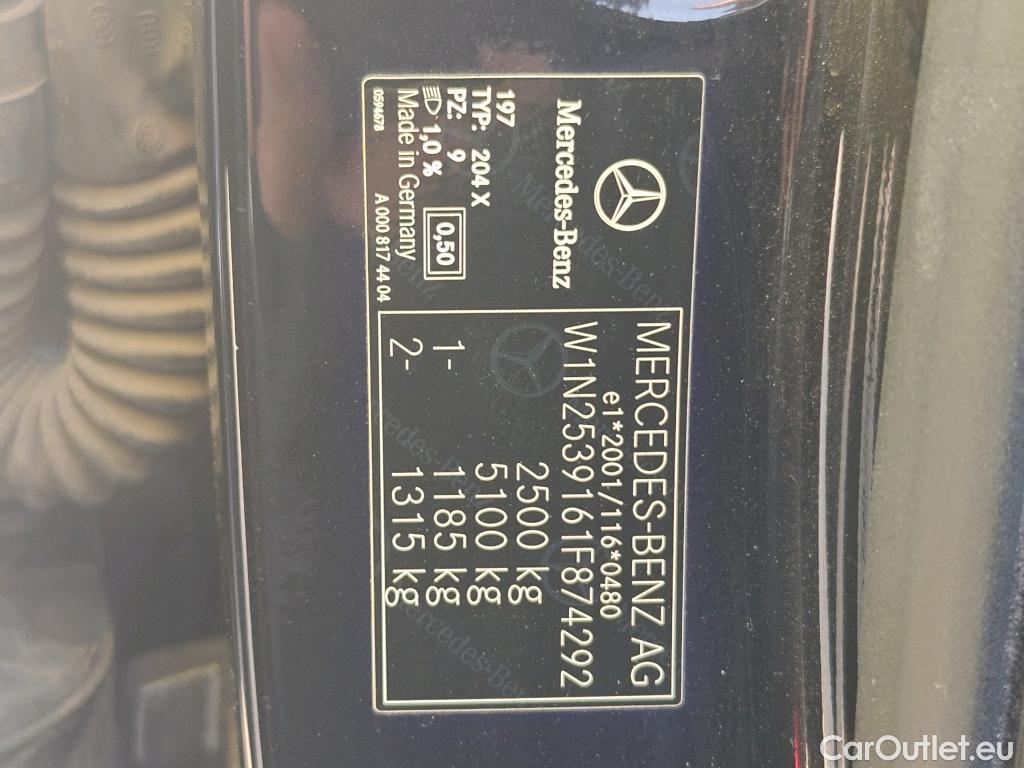 Mercedes-Benz
197
TYP: 204 X
PZ: 9
1,0 %
0,50
Made in Germany
0594678
A 000 817 44 04
MERCEDES-BENZ AG
e1*2001/116*0480
W1N2539161F874292
2500 kg
5100 kg
1- 1185 kg
2- 1315 kg
CarOutlet.eu